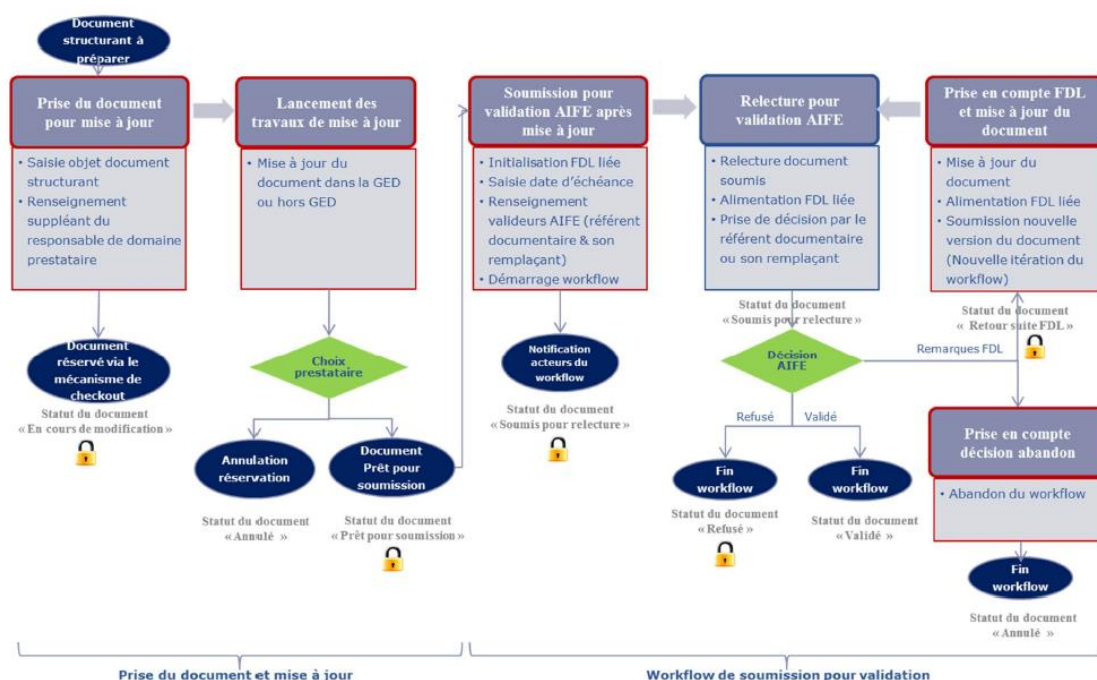 Document
structurant à
préparer
Prise du document
pour mise à jour
• Saisie objet document
structurant
• Renseignement
suppléant du
responsable de domaine
prestataire
Document
réservé via le
mécanisme de
checkout
Statut du document
« En cours de modification »
Lancement des
travaux de mise à jour
• Mise à jour du
document dans la GED
ou hors GED
Choix
prestataire
Annulation
réservation
Statut du document
« Annulé »
Document
Prêt pour
soumission
Statut du document
« Prêt pour soumission »
Soumission pour
validation AIFE après
mise à jour
• Initialisation FDL liée
• Saisie date d'échéance
• Renseignement
valideurs AIFE (référent
documentaire & son
remplaçant)
• Démarrage workflow
Notification
acteurs du
workflow
Statut du document
« Soumis pour relecture »
Relecture pour
validation AIFE
• Relecture document
soumis
• Alimentation FDL liée
• Prise de décision par le
référent documentaire
ou son remplaçant
Statut du document
« Soumis pour relecture »
Décision
AIFE
Remarques FDL
Refusé
Validé
Fin
workflow
Statut du document
« Refusé »
Fin
workflow
Statut du document
« Validé »
Prise en compte FDL
et mise à jour du
document
• Mise à jour du
document
• Alimentation FDL liée
• Soumission nouvelle
version du document
(Nouvelle itération du
workflow)
Statut du document
« Retour suite FDL »
Prise en compte
décision abandon
• Abandon du workflow
Fin
workflow
Statut du document
« Annulé »
Prise du document et mise à jour
Workflow de soumission pour validation